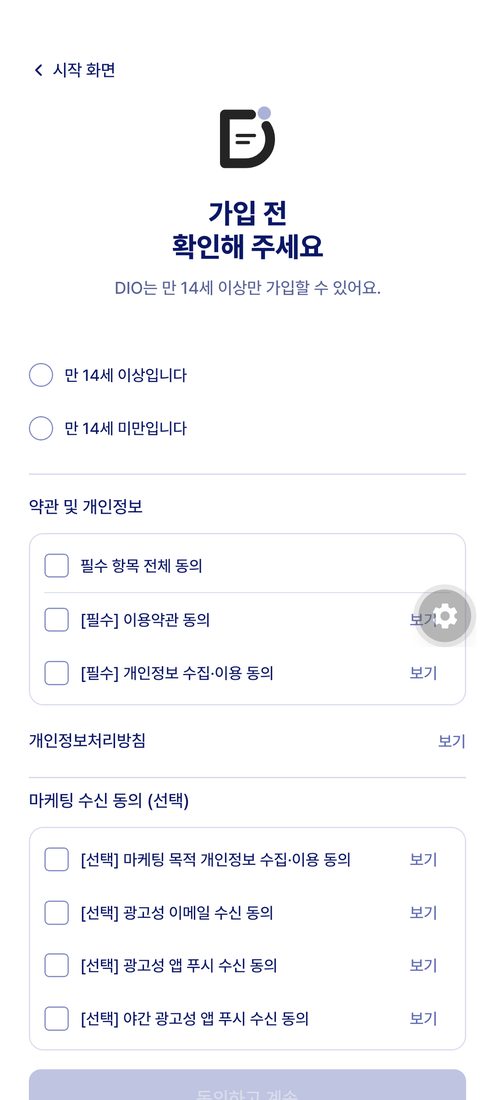 시작 화면
가입 전
확인해 주세요
DIO는 만 14세 이상만 가입할 수 있어요.
만 14세 이상입니다
만 14세 미만입니다
약관 및 개인정보
필수 항목 전체 동의
[필수] 이용약관 동의 보기
[필수] 개인정보 수집·이용 동의 보기
개인정보처리방침 보기
마케팅 수신 동의 (선택)
[선택] 마케팅 목적 개인정보 수집·이용 동의 보기
[선택] 광고성 이메일 수신 동의 보기
[선택] 광고성 앱 푸시 수신 동의 보기
[선택] 야간 광고성 앱 푸시 수신 동의 보기
동의하고 계속